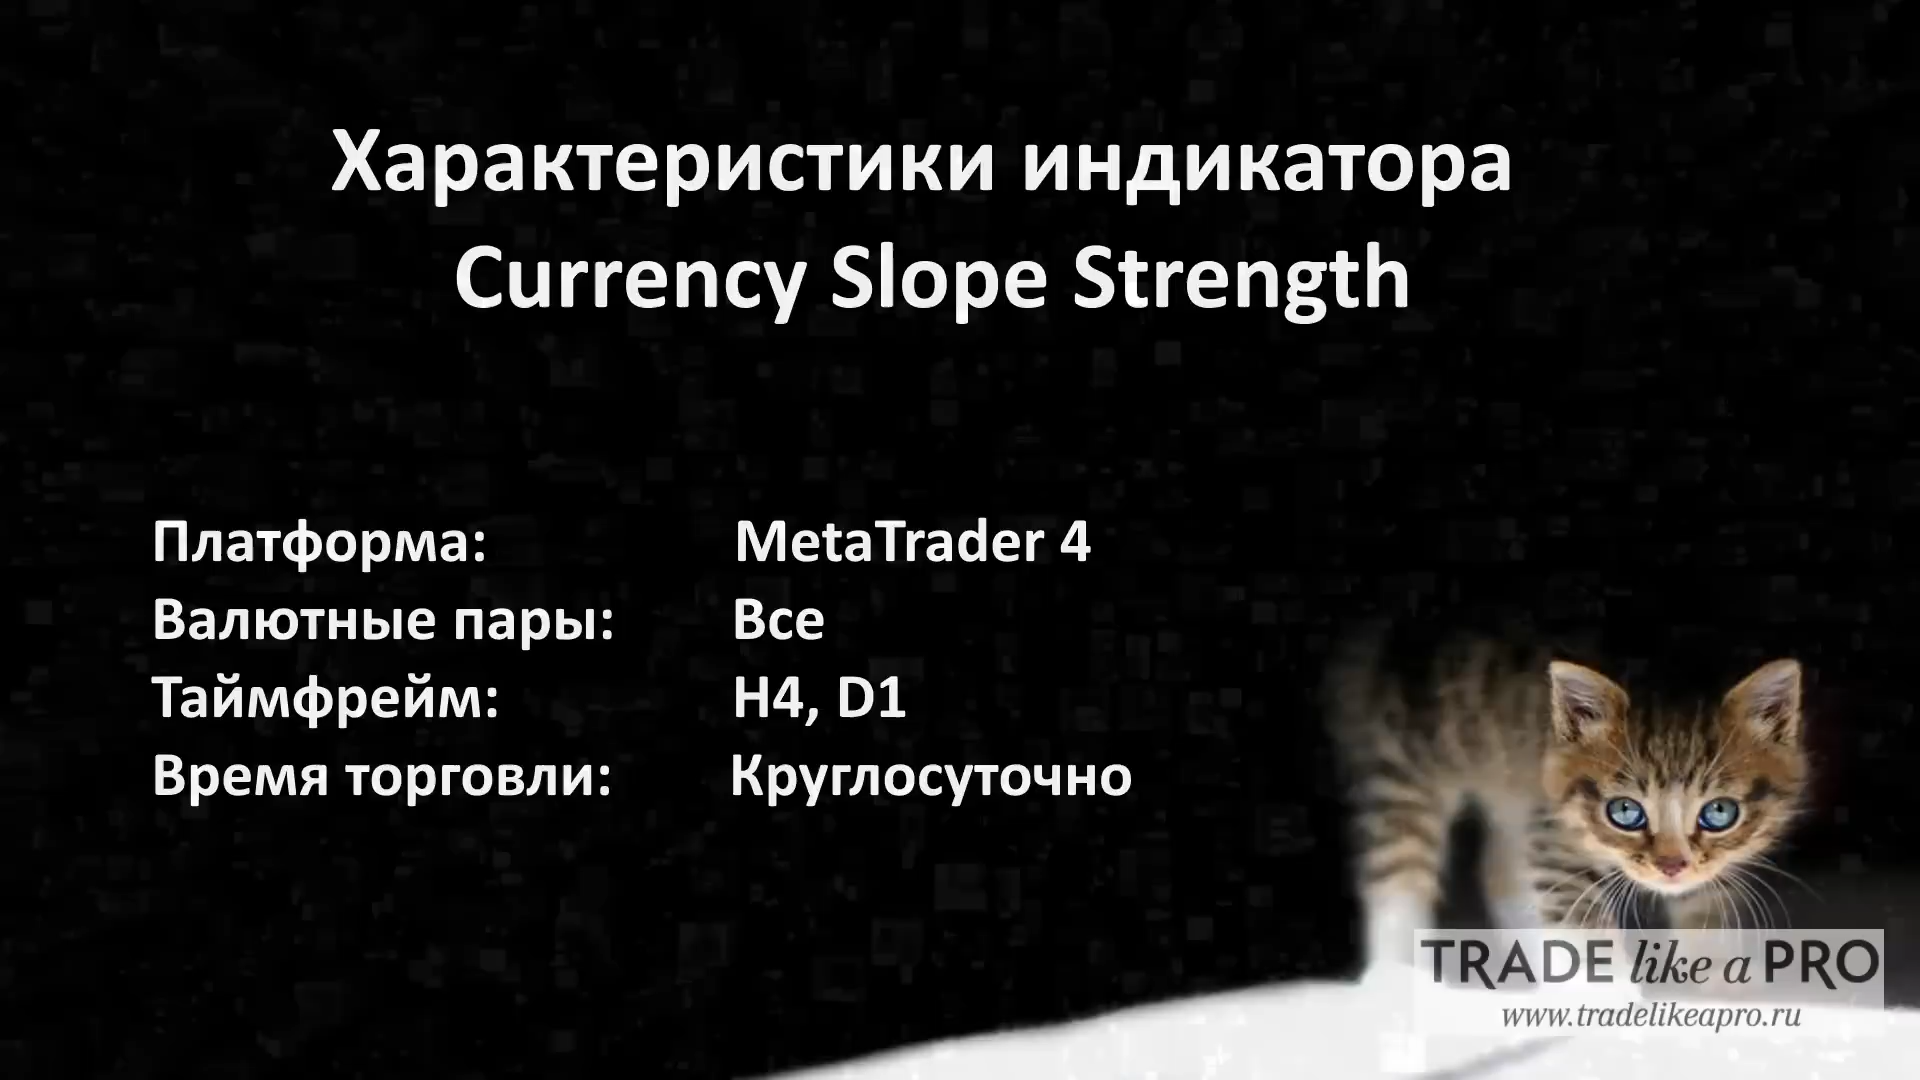 Характеристики индикатора
Currency Slope Strength
Платформа: MetaTrader 4
Валютные пары: Все
Таймфрейм: H4, D1
Время торговли: Круглосуточно
TRADE like a PRO
www.tradelikeapro.ru